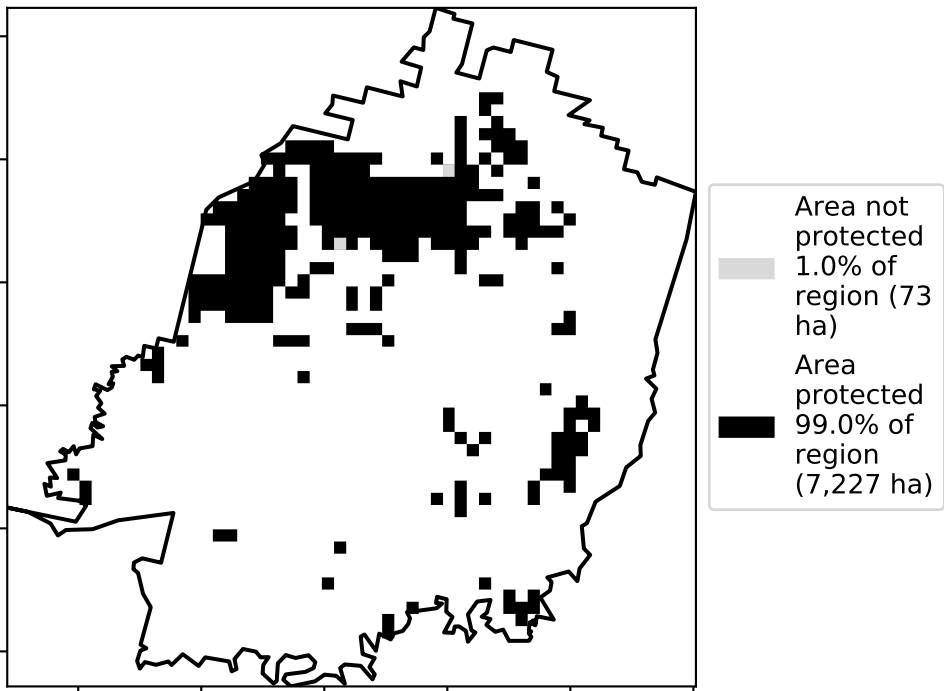 Area not
protected
1.0% of
region (73
ha)
Area
protected
99.0% of
region
(7,227 ha)